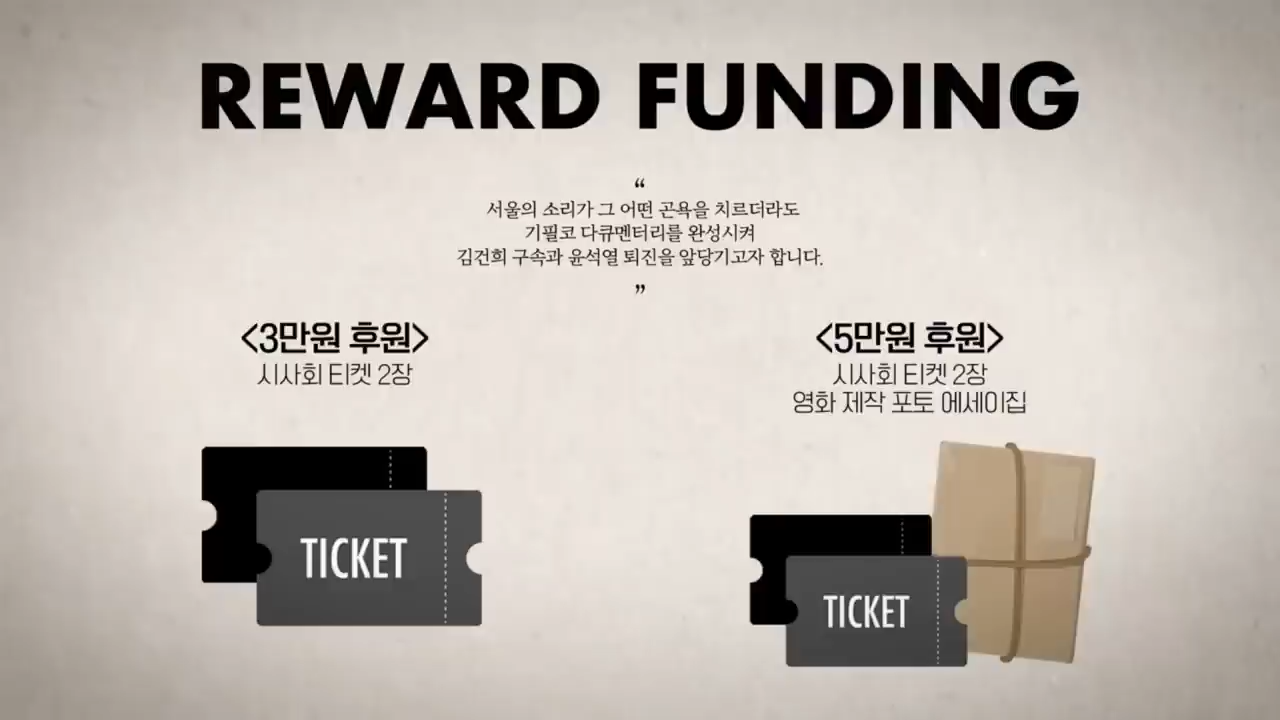 REWARD FUNDING
“
서울의 소리가 그 어떤 곤욕을 치르더라도
기필코 다큐멘터리를 완성시켜
김건희 구속과 윤석열 퇴진을 앞당기고자 합니다.
”
<3만원 후원>
시사회 티켓 2장
<5만원 후원>
시사회 티켓 2장
영화 제작 포토 에세이집
TICKET
TICKET